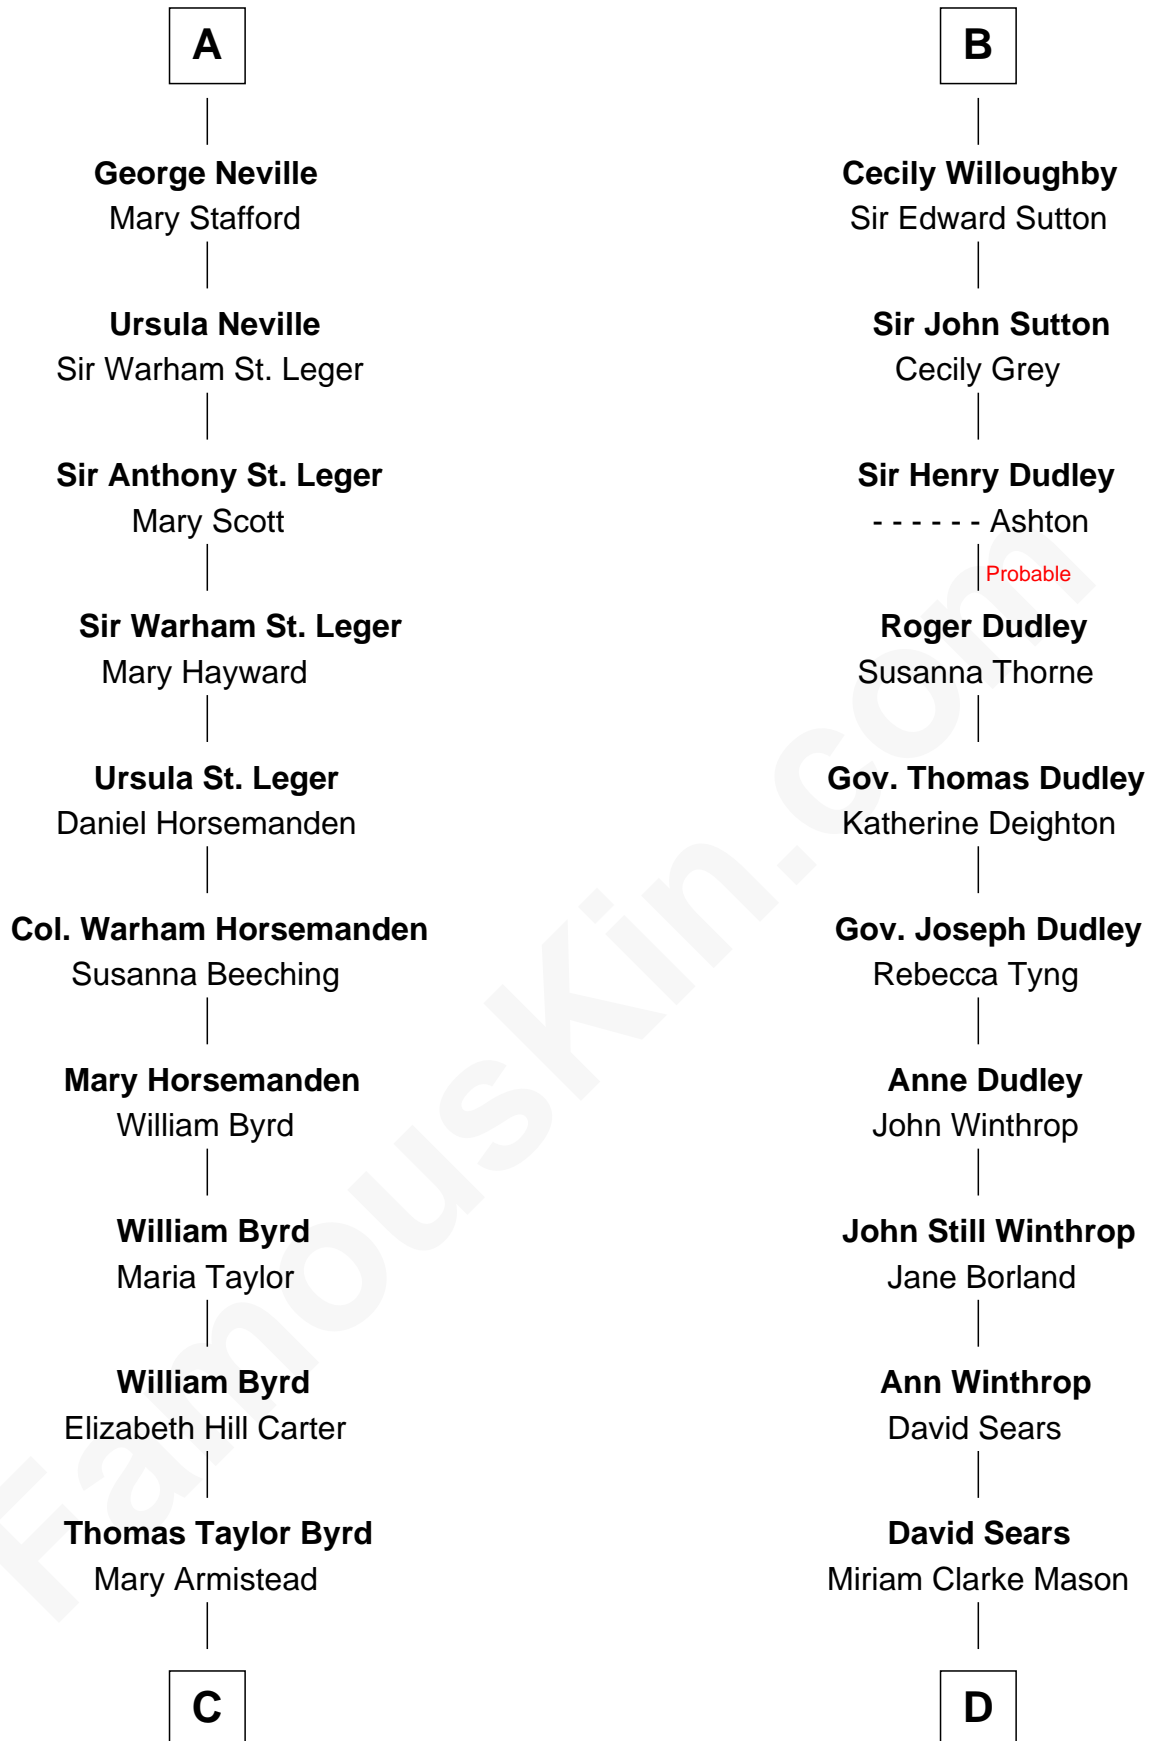 A
George Neville
Mary Stafford
Ursula Neville
Sir Warham St. Leger
Sir Anthony St. Leger
Mary Scott
Sir Warham St. Leger
Mary Hayward
Ursula St. Leger
Daniel Horsemanden
Col. Warham Horsemanden
Susanna Beeching
Mary Horsemanden
William Byrd
William Byrd
Maria Taylor
William Byrd
Elizabeth Hill Carter
Thomas Taylor Byrd
Mary Armistead
C
B
Cecily Willoughby
Sir Edward Sutton
Sir John Sutton
Cecily Grey
Sir Henry Dudley
- - - - - - Ashton
Probable
Roger Dudley
Susanna Thorne
Gov. Thomas Dudley
Katherine Deighton
Gov. Joseph Dudley
Rebecca Tyng
Anne Dudley
John Winthrop
John Still Winthrop
Jane Borland
Ann Winthrop
David Sears
David Sears
Miriam Clarke Mason
D
FamousKin.com